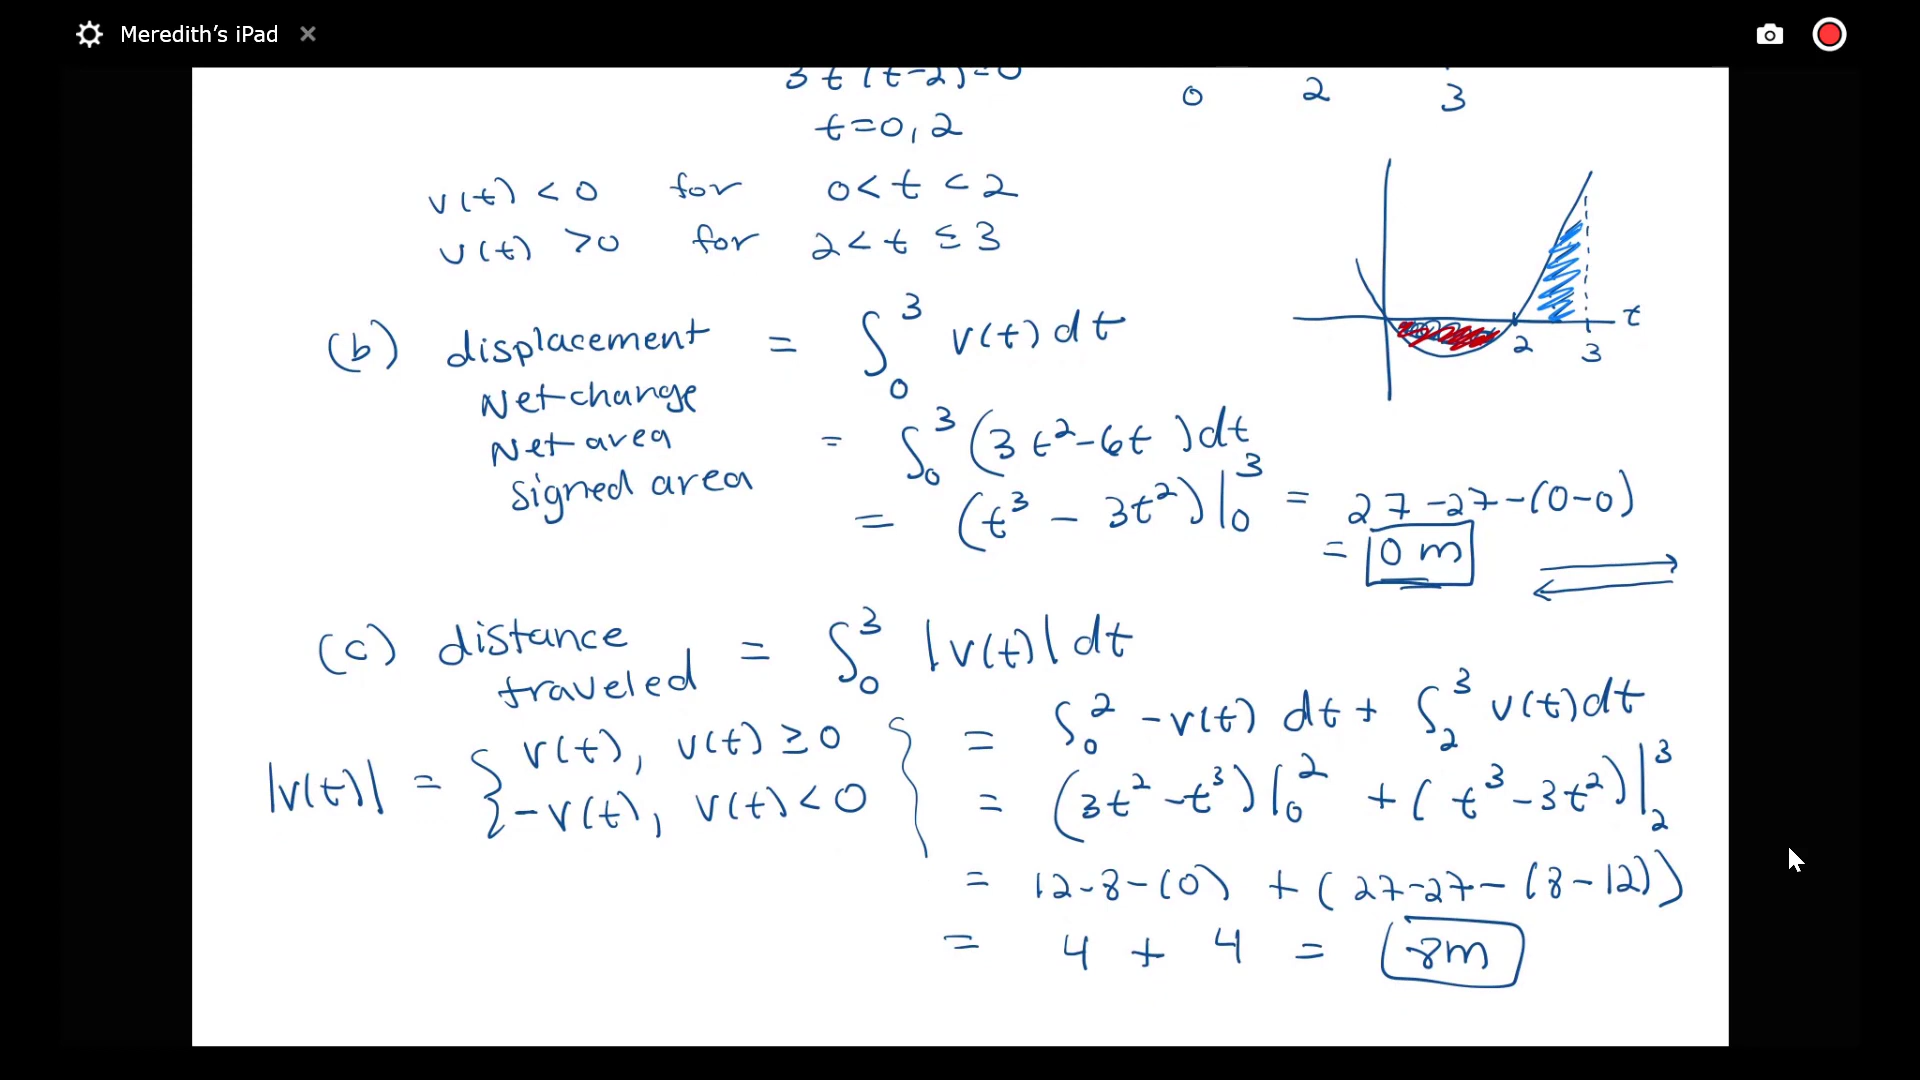 Meredith's iPad
3t(t-2)=0
0 2 3
t=0,2
v(t) < 0 for 0< t < 2
v(t) >0 for 2 < t ≤ 3
t
2 3
(b) displacement = ∫₀³ v(t) dt
Net change
Net area = ∫₀³ (3t²-6t)dt
Signed area = (t³ - 3t²)|₀³ = 27-27-(0-0)
= 0 m
(c) distance traveled = ∫₀³ |v(t)| dt
= ∫₀² -v(t) dt + ∫₂³ v(t)dt
|v(t)| = { v(t), v(t) ≥ 0
-v(t), v(t) < 0
= (3t²-t³)|₀² + (t³-3t²)|₂³
= 12-8-(0) + (27-27-(8-12))
= 4 + 4 = 8m